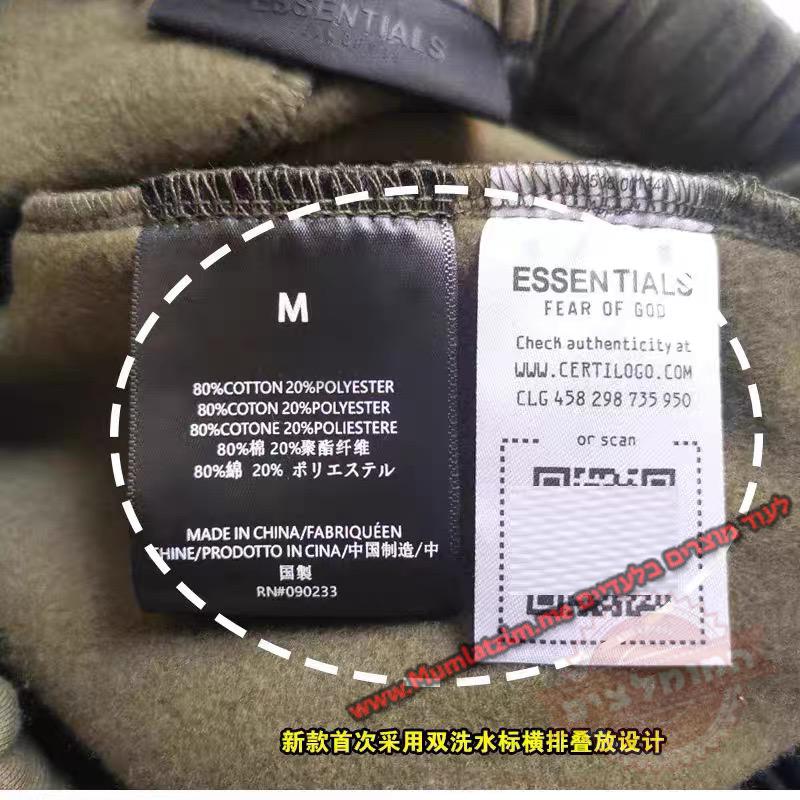 ESSENTIALS
M
80%COTTON 20%POLYESTER
80%COTON 20%POLYESTER
80%COTONE 20%POLIESTERE
80%棉 20%聚酯纤维
80%綿 20% ポリエステル
MADE IN CHINA/FABRIQUÉEN
CHINE/PRODOTTO IN CINA/中国制造/中
国製
RN#090233
ESSENTIALS
FEAR OF GOD
Check authenticity at
WWW.CERTILOGO.COM
CLG 458 298 735 950
or scan
לעוד מוצרים בלעדיים www.Mumlatzim.me
המומלצים
新款首次采用双洗水标横排叠放设计